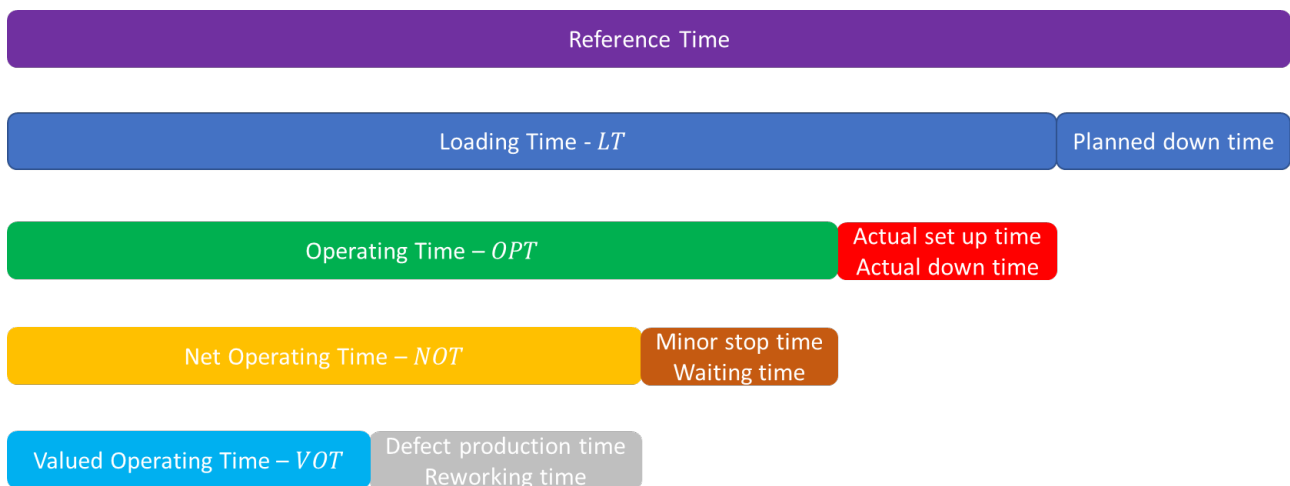 Reference Time
Loading Time - LT
Planned down time
Operating Time – OPT
Actual set up time
Actual down time
Net Operating Time – NOT
Minor stop time
Waiting time
Valued Operating Time – VOT
Defect production time
Reworking time